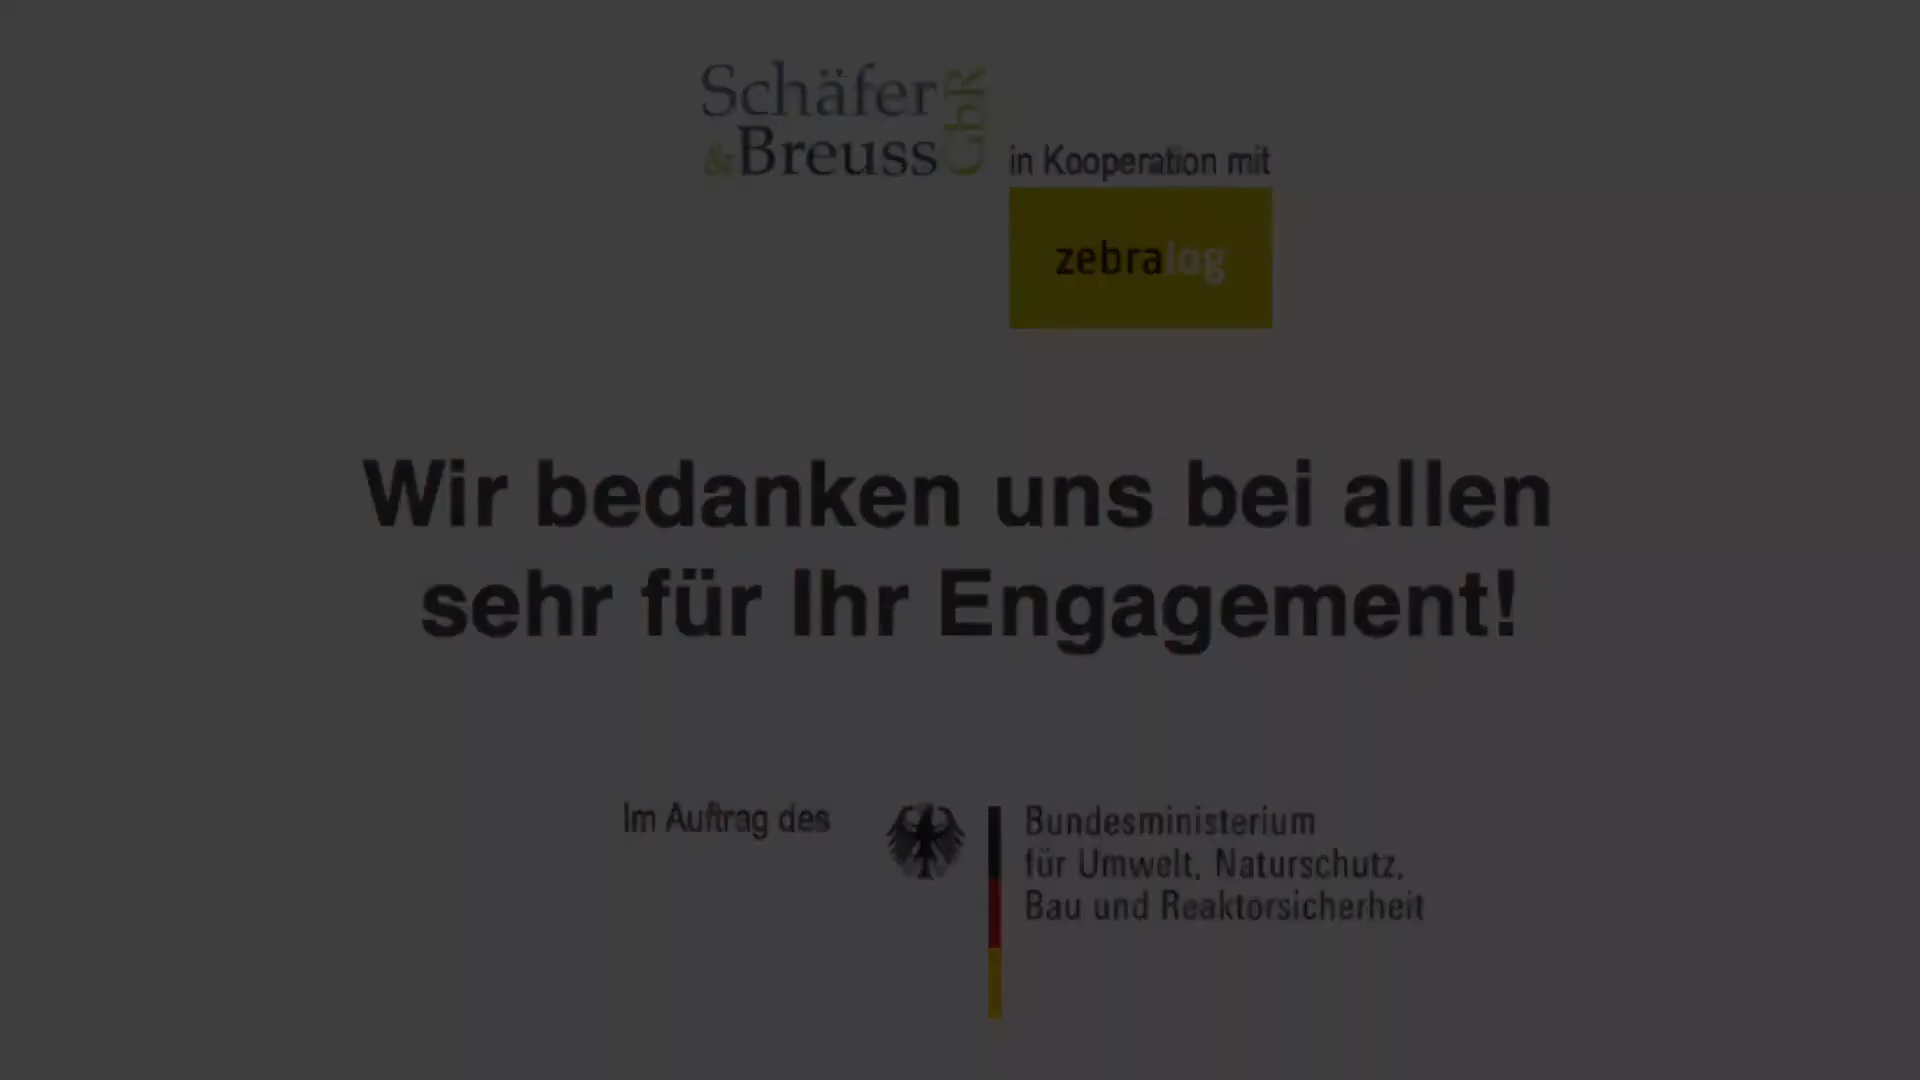 Schäfer
&Breuss GbR
in Kooperation mit
zebralog
Wir bedanken uns bei allen
sehr für Ihr Engagement!
Im Auftrag des
Bundesministerium
für Umwelt, Naturschutz,
Bau und Reaktorsicherheit